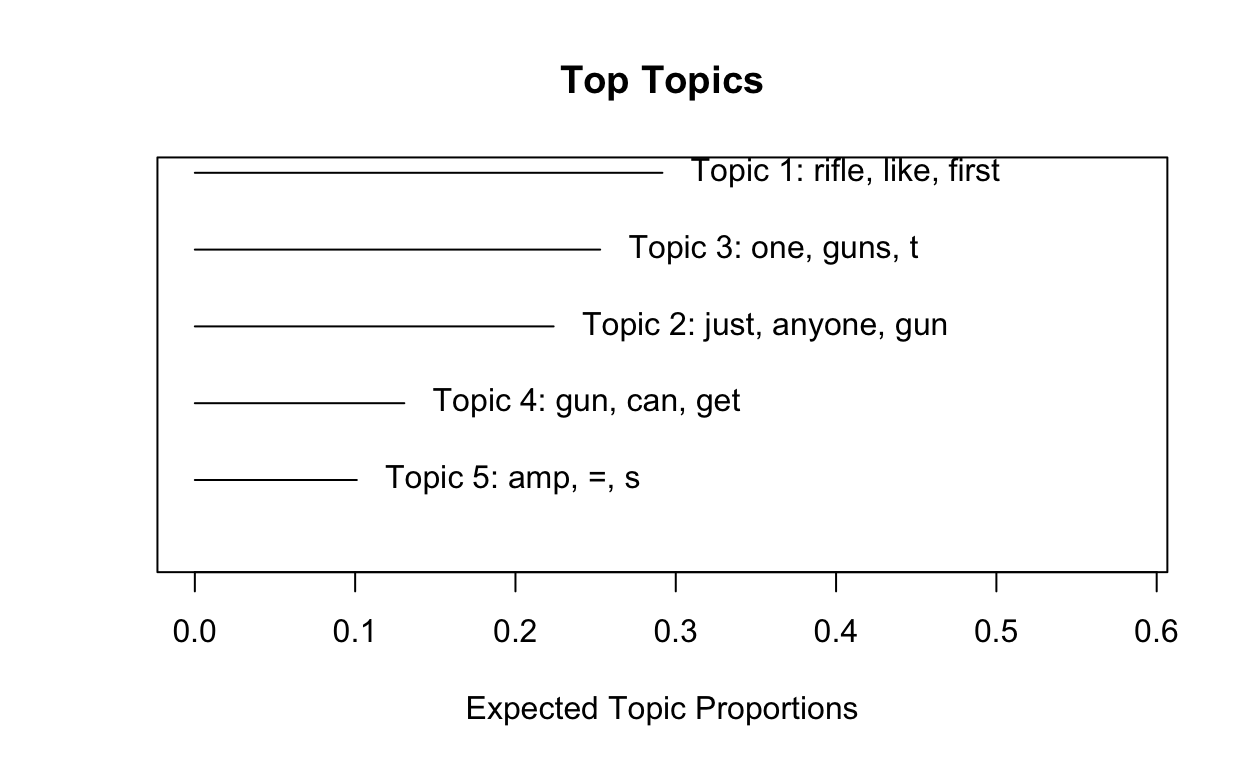 Top Topics
Topic 1: rifle, like, first
Topic 3: one, guns, t
Topic 2: just, anyone, gun
Topic 4: gun, can, get
Topic 5: amp, =, s
0.0 0.1 0.2 0.3 0.4 0.5 0.6
Expected Topic Proportions